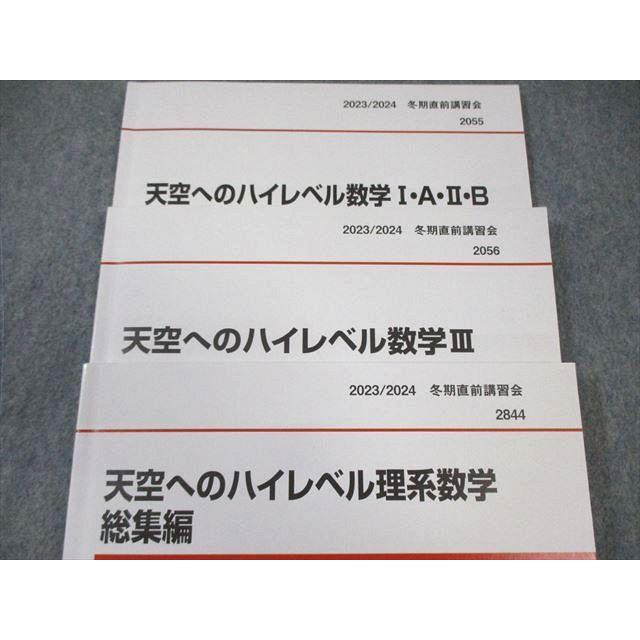 2023/2024 冬期直前講習会
2055
天空へのハイレベル数学 Ⅰ・A・Ⅱ・B
2023/2024 冬期直前講習会
2056
天空へのハイレベル数学Ⅲ
2023/2024 冬期直前講習会
2844
天空へのハイレベル理系数学
総集編